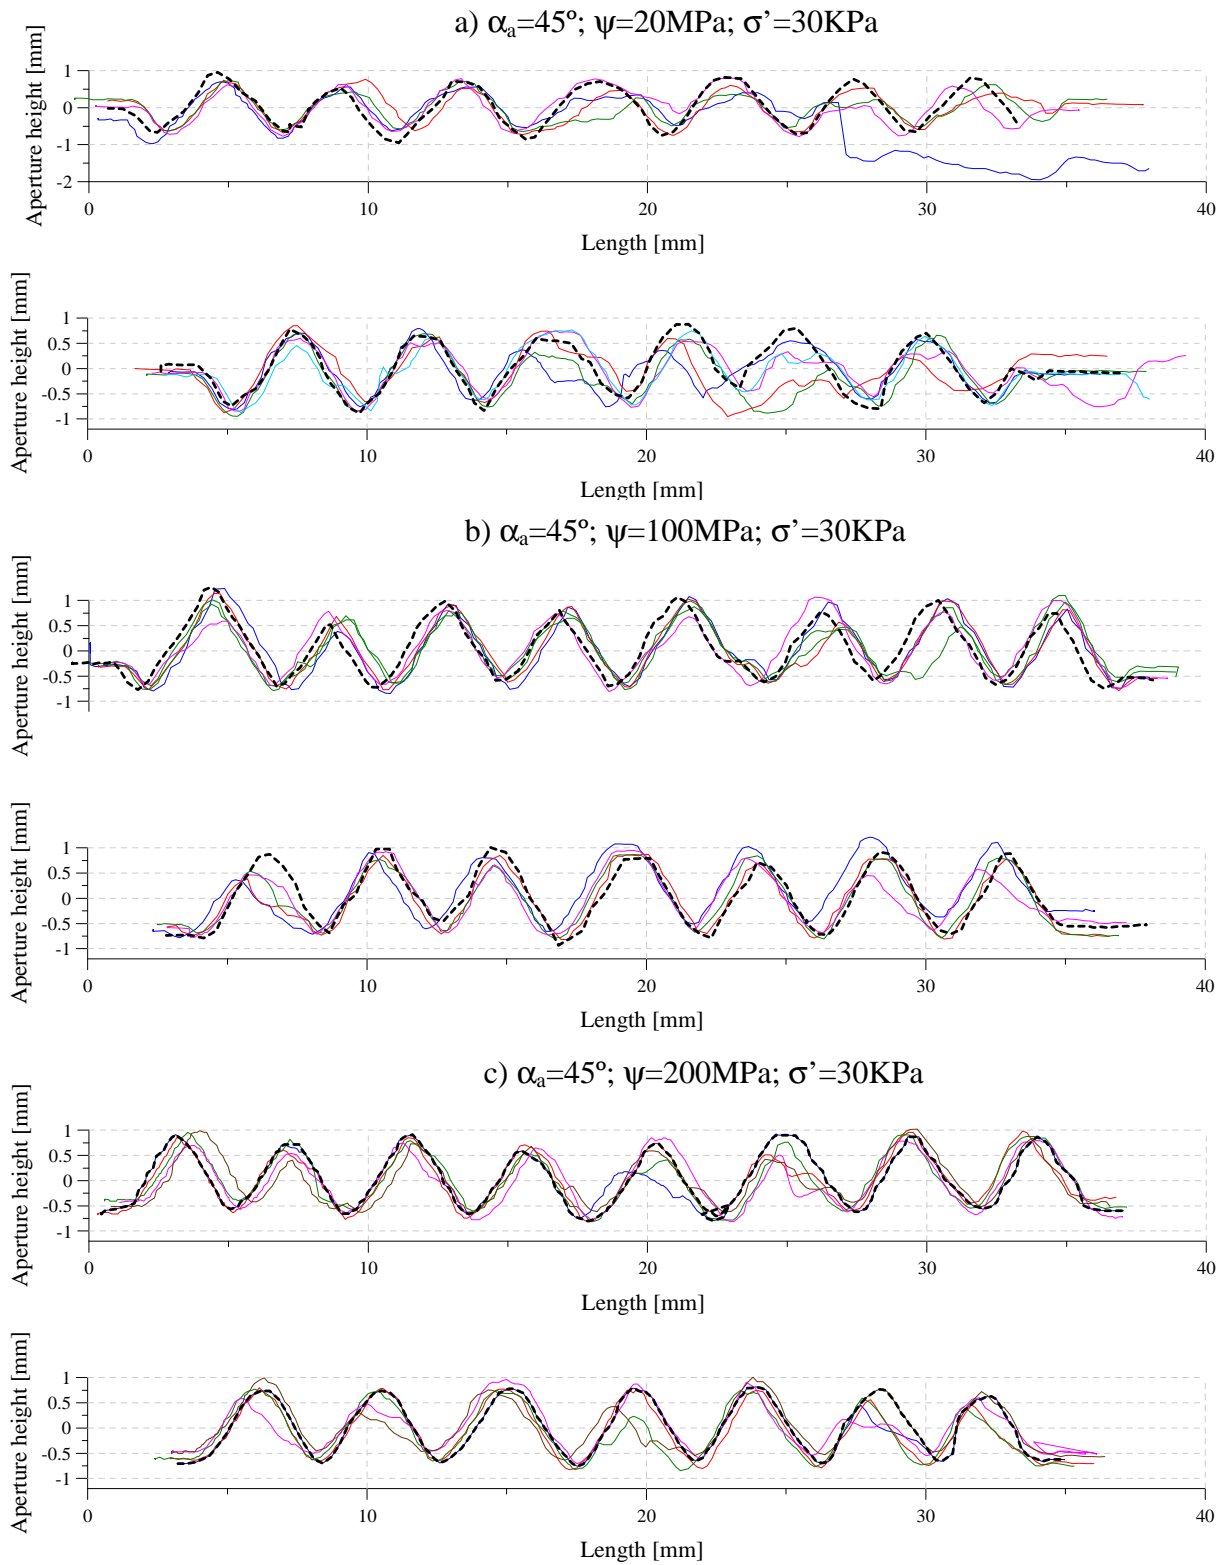 a) αa=45º; ψ=20MPa; σ’=30KPa
Aperture height [mm]
1
0
-1
-2
0 10 20 30 40
Length [mm]
Aperture height [mm]
1
0.5
0
-0.5
-1
0 10 20 30 40
Length [mm]
b) αa=45º; ψ=100MPa; σ’=30KPa
Aperture height [mm]
1
0.5
0
-0.5
-1
Aperture height [mm]
1
0.5
0
-0.5
-1
0 10 20 30 40
Length [mm]
c) αa=45º; ψ=200MPa; σ’=30KPa
Aperture height [mm]
1
0.5
0
-0.5
-1
0 10 20 30 40
Length [mm]
Aperture height [mm]
1
0.5
0
-0.5
-1
0 10 20 30 40
Length [mm]